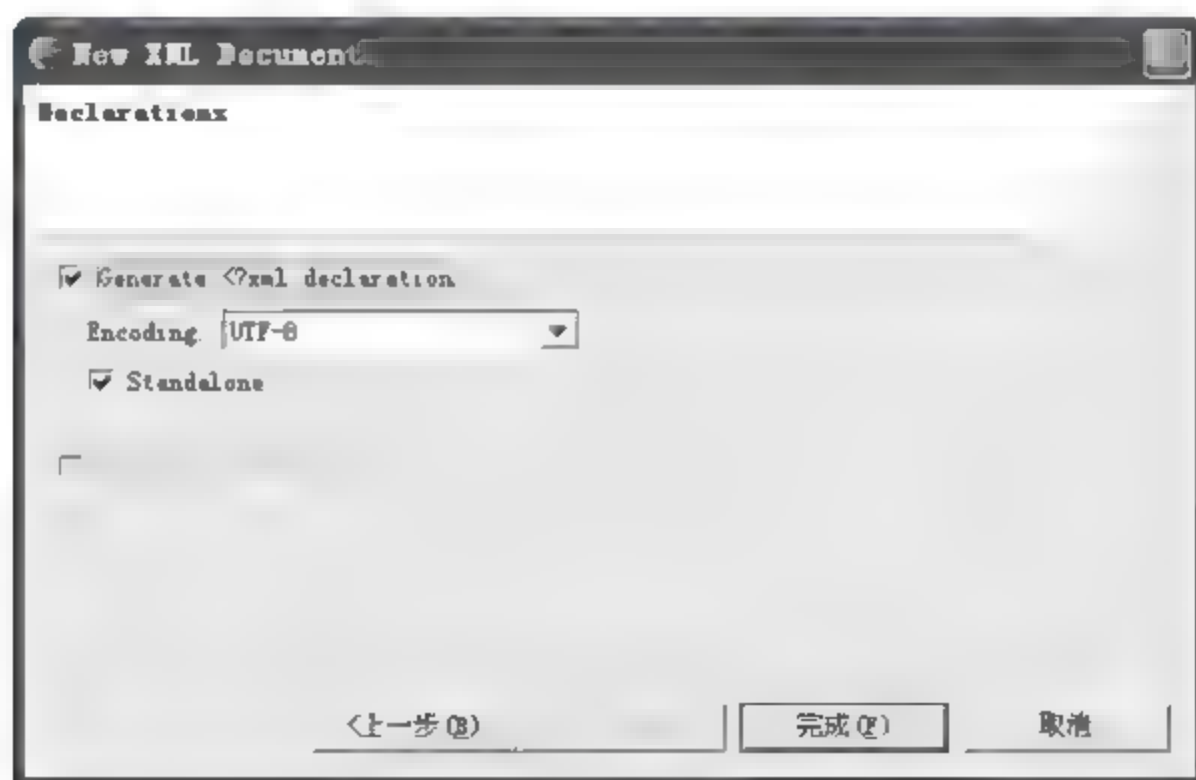 New XML Document
Declarations
Generate <?xml declaration
Encoding: UTF-8
Standalone
<上一步(B)
完成(F)
取消